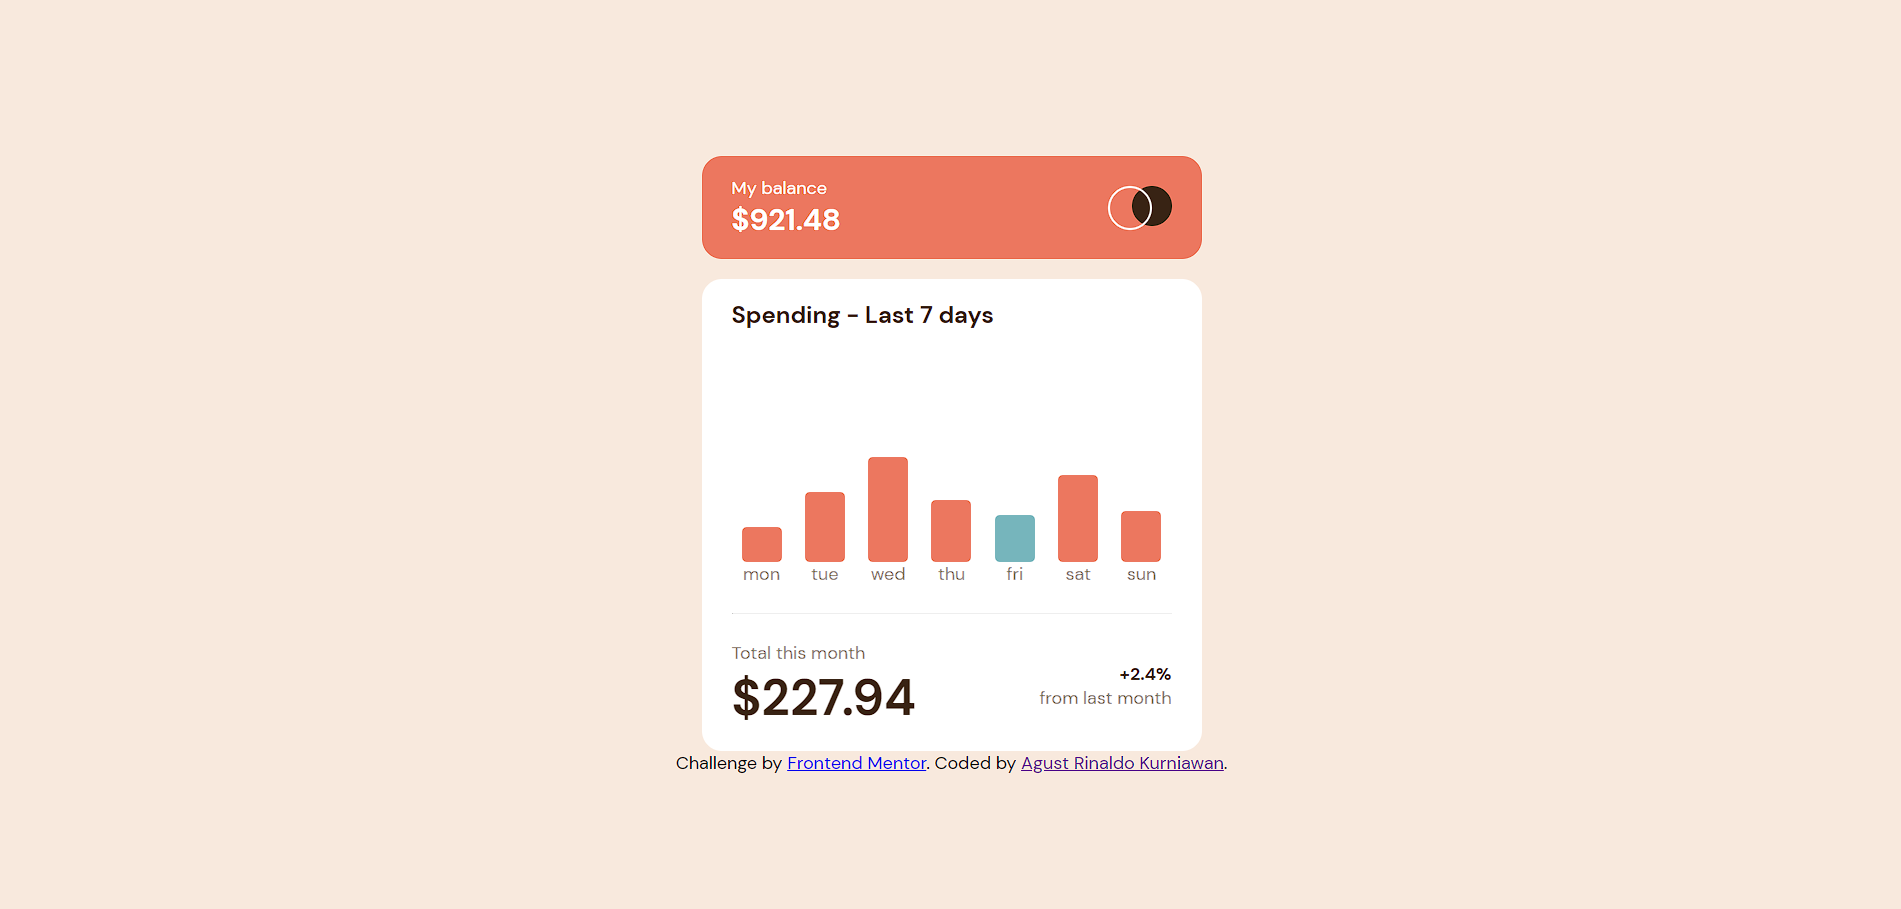 My balance
$921.48
Spending - Last 7 days
mon tue wed thu fri sat sun
Total this month
$227.94
+2.4%
from last month
Challenge by Frontend Mentor. Coded by Agust Rinaldo Kurniawan.